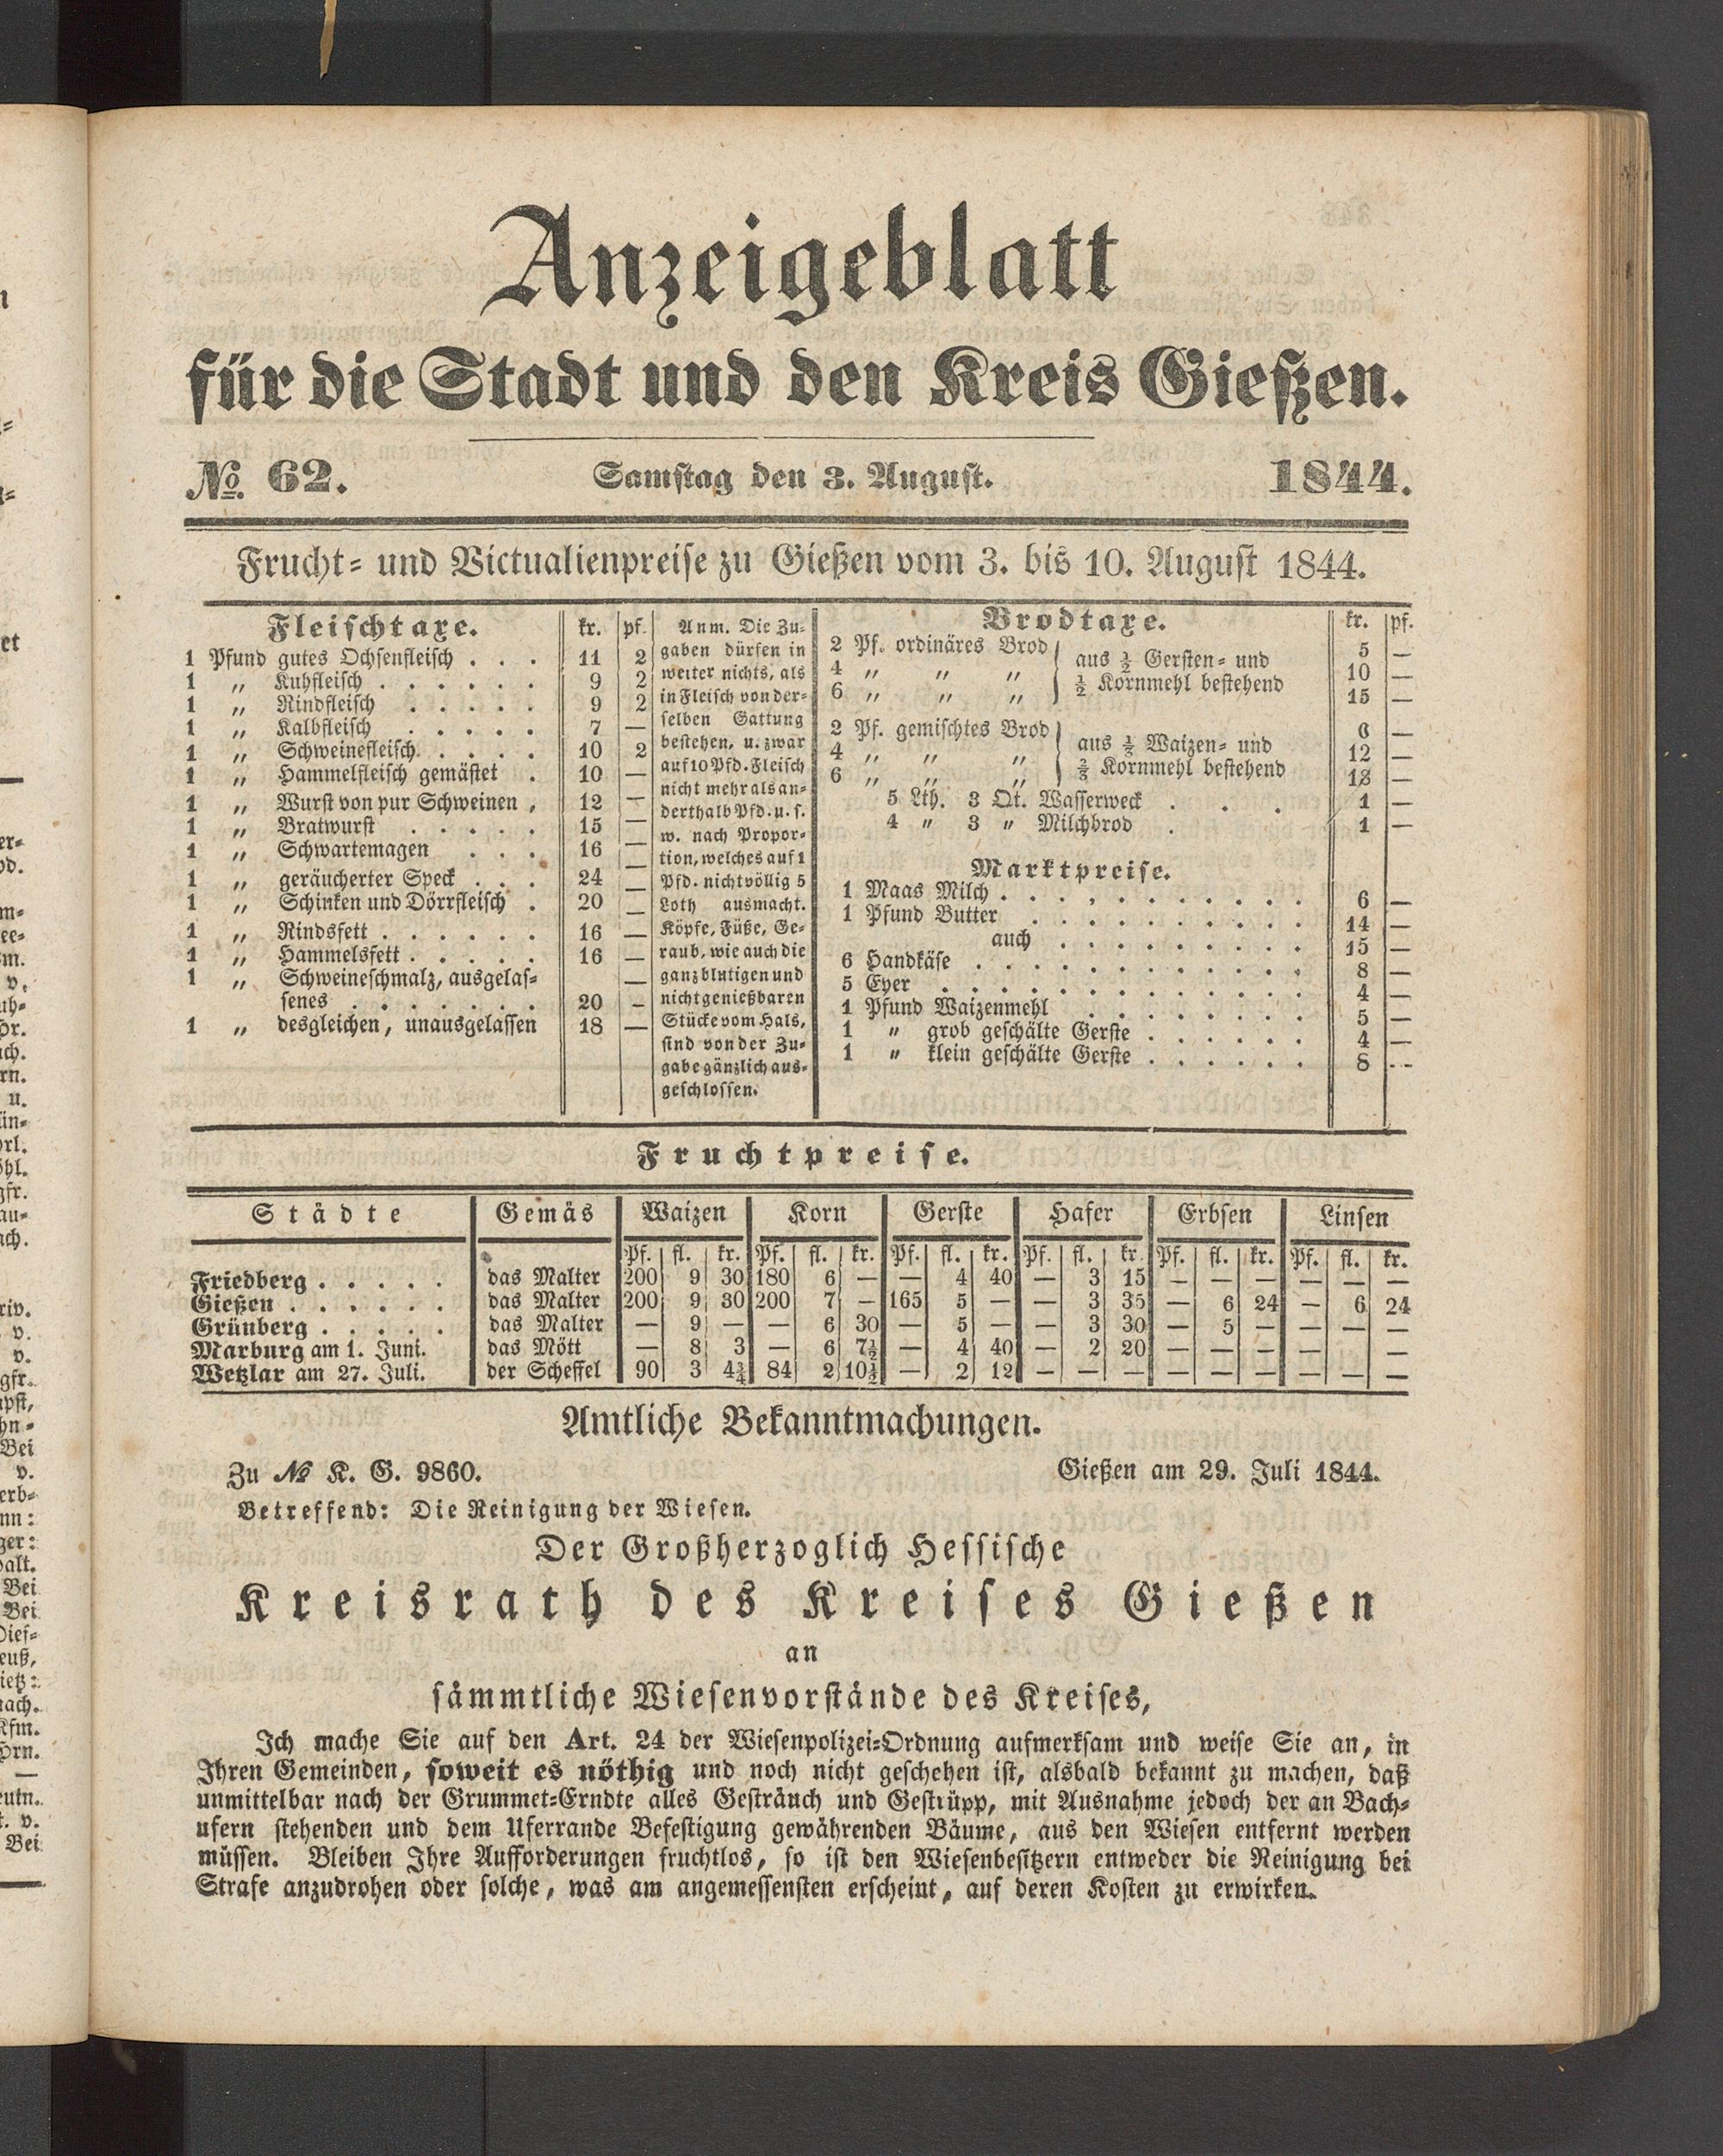 Anzeigeblatt
für die Stadt und den Kreis Gießen.
No. 62. Samstag den 3. August. 1844.
Frucht- und Victualienpreise zu Gießen vom 3. bis 10. August 1844.
Fleischtaxe. kr. pf.
1 Pfund gutes Ochsenfleisch . . . 11 2
1 „ Kuhfleisch . . . . . . 9 2
1 „ Rindfleisch . . . . . 9 2
1 „ Kalbfleisch . . . . . 7 —
1 „ Schweinefleisch . . . . 10 2
1 „ Hammelfleisch gemästet . 10 —
1 „ Wurst von pur Schweinen , 12 —
1 „ Bratwurst . . . . . 15 —
1 „ Schwartemagen . . . 16 —
1 „ geräucherter Speck . . . 24 —
1 „ Schinken und Dörrfleisch . 20 —
1 „ Rindsfett . . . . . . 16 —
1 „ Hammelsfett . . . . . 16 —
1 „ Schweineschmalz, ausgelas- —
senes . . . . . . . 20 -
1 „ desgleichen, unausgelassen 18 —
Anm. Die Zu-
gaben dürfen in
weiter nichts, als
in Fleisch von der-
selben Gattung
bestehen, u. zwar
auf 10 Pfd. Fleisch
nicht mehr als an-
derthalb Pfd. u. s.
w. nach Propor-
tion, welches auf 1
Pfd. nicht völlig 5
Loth ausmacht.
Köpfe, Füße, Ge-
raub, wie auch die
ganz blutigen und
nicht genießbaren
Stücke vom Hals,
sind von der Zu-
gabe gänzlich aus-
geschlossen.
Brodtaxe. kr. pf.
2 Pf. ordinäres Brod 5 —
4 „ „ „ aus ½ Gersten- und 10 —
6 „ „ „ ½ Kornmehl bestehend 15 —
2 Pf. gemischtes Brod 6 —
4 „ „ „ aus ⅓ Waizen- und 12 —
6 „ „ „ ⅔ Kornmehl bestehend 18 —
5 Lth. 3 Qt. Wasserweck . . . 1 —
4 „ 3 „ Milchbrod . 1 —
Marktpreise.
1 Maas Milch . . . . . . . . . . . 6 —
1 Pfund Butter . . . . . . . . . . 14 —
auch . . . . . . . . . 15 —
6 Handkäse . . . . . . . . . . . . 8 —
5 Eyer . . . . . . . . . . . . . 4 —
1 Pfund Waizenmehl . . . . . . . . 5 —
1 „ grob geschälte Gerste . . . . . . 4 —
1 „ klein geschälte Gerste . . . . . . 8 --
Fruchtpreise.
Städte Gemäs Waizen Korn Gerste Hafer Erbsen Linsen
Pf. fl. kr. Pf. fl. kr. Pf. fl. kr. Pf. fl. kr Pf. fl. kr. Pf. fl. kr.
Friedberg . . . . . das Malter 200 9 30 180 6 — — 4 40 — 3 15 — — — — — —
Gießen . . . . . . das Malter 200 9 30 200 7 — 165 5 — — 3 35 — 6 24 — 6 24
Grünberg . . . . . das Malter — 9 — — 6 30 — 5 — — 3 30 — 5 — — — —
Marburg am 1. Juni. das Mött — 8 3 — 6 7½ — 4 40 — 2 20 — — — — —
Wetzlar am 27. Juli. der Scheffel 90 3 4¾ 84 2 10½ — 2 12 — — — — — — — — —
Amtliche Bekanntmachungen.
Zu No K. G. 9860. Gießen am 29. Juli 1844.
Betreffend: Die Reinigung der Wiesen.
Der Großherzoglich Hessische
Kreisrath des Kreises Gießen
an
sämmtliche Wiesenvorstände des Kreises,
Ich mache Sie auf den Art. 24 der Wiesenpolizei-Ordnung aufmerksam und weise Sie an, in
Ihren Gemeinden, soweit es nöthig und noch nicht geschehen ist, alsbald bekannt zu machen, daß
unmittelbar nach der Grummet-Erndte alles Gesträuch und Gestrüpp, mit Ausnahme jedoch der an Bach-
ufern stehenden und dem Uferrande Befestigung gewährenden Bäume, aus den Wiesen entfernt werden
müssen. Bleiben Ihre Aufforderungen fruchtlos, so ist den Wiesenbesitzern entweder die Reinigung bei
Strafe anzudrohen oder solche, was am angemessensten erscheint, auf deren Kosten zu erwirken.